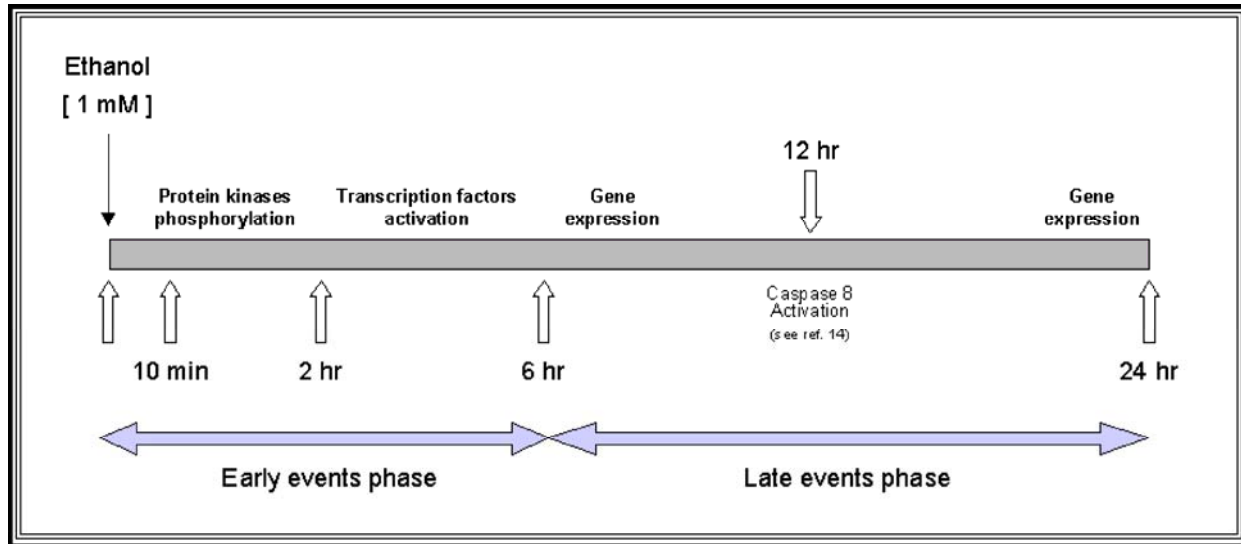 Ethanol
[ 1 mM ]
12 hr
Protein kinases
phosphorylation
Transcription factors
activation
Gene
expression
Gene
expression
Caspase 8
Activation
(see ref. 14)
10 min
2 hr
6 hr
24 hr
Early events phase
Late events phase